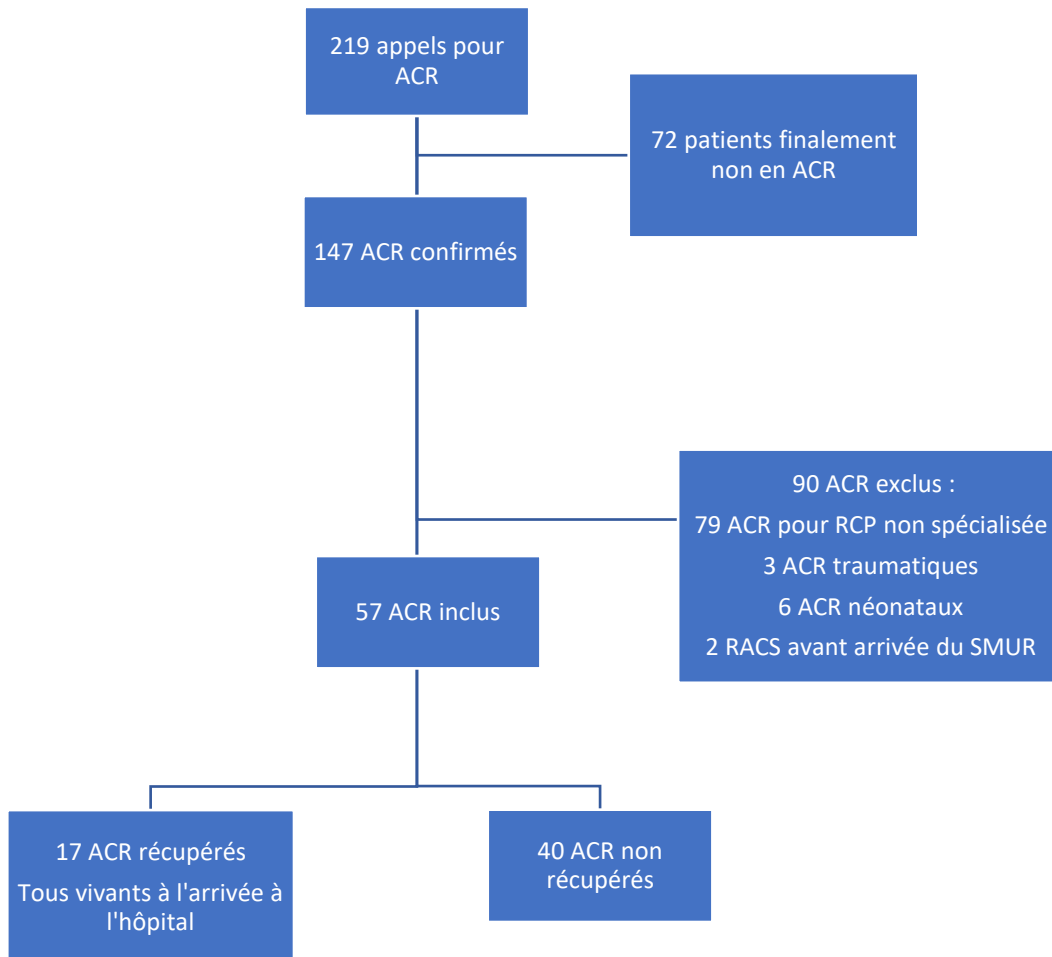 219 appels pour
ACR
72 patients finalement
non en ACR
147 ACR confirmés
90 ACR exclus :
79 ACR pour RCP non spécialisée
3 ACR traumatiques
6 ACR néonataux
2 RACS avant arrivée du SMUR
57 ACR inclus
17 ACR récupérés
Tous vivants à l'arrivée à
l'hôpital
40 ACR non
récupérés